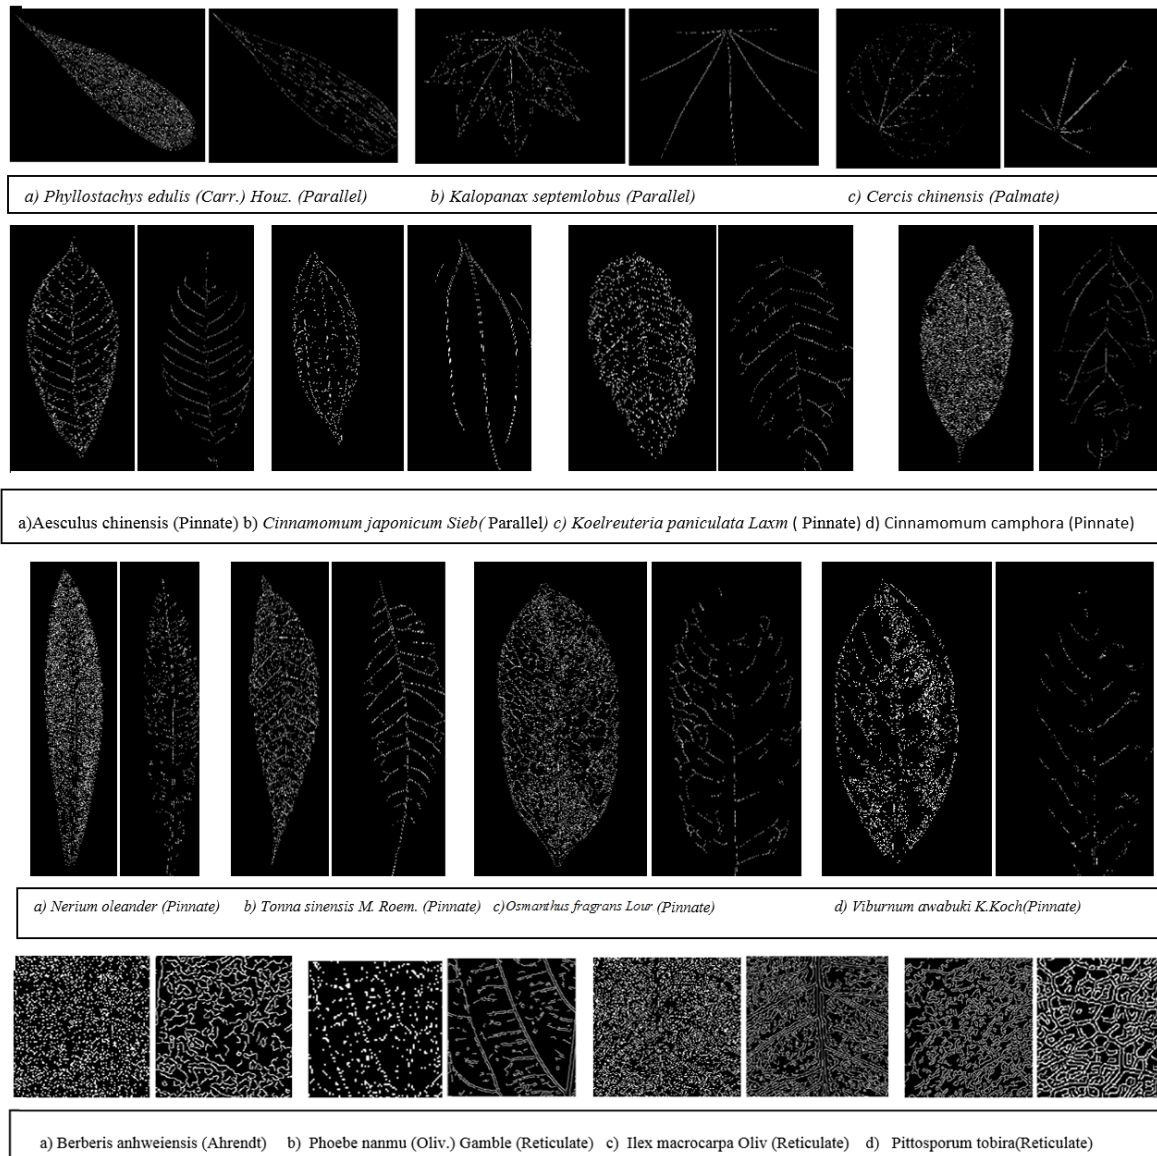 a) Phyllostachys edulis (Carr.) Houz. (Parallel) b) Kalopanax septemlobus (Parallel) c) Cercis chinensis (Palmate)
a)Aesculus chinensis (Pinnate) b) Cinnamomum japonicum Sieb( Parallel) c) Koelreuteria paniculata Laxm ( Pinnate) d) Cinnamomum camphora (Pinnate)
a) Nerium oleander (Pinnate) b) Tonna sinensis M. Roem. (Pinnate) c)Osmanthus fragrans Lour (Pinnate) d) Viburnum awabuki K.Koch(Pinnate)
a) Berberis anhweiensis (Ahrendt) b) Phoebe nanmu (Oliv.) Gamble (Reticulate) c) Ilex macrocarpa Oliv (Reticulate) d) Pittosporum tobira(Reticulate)